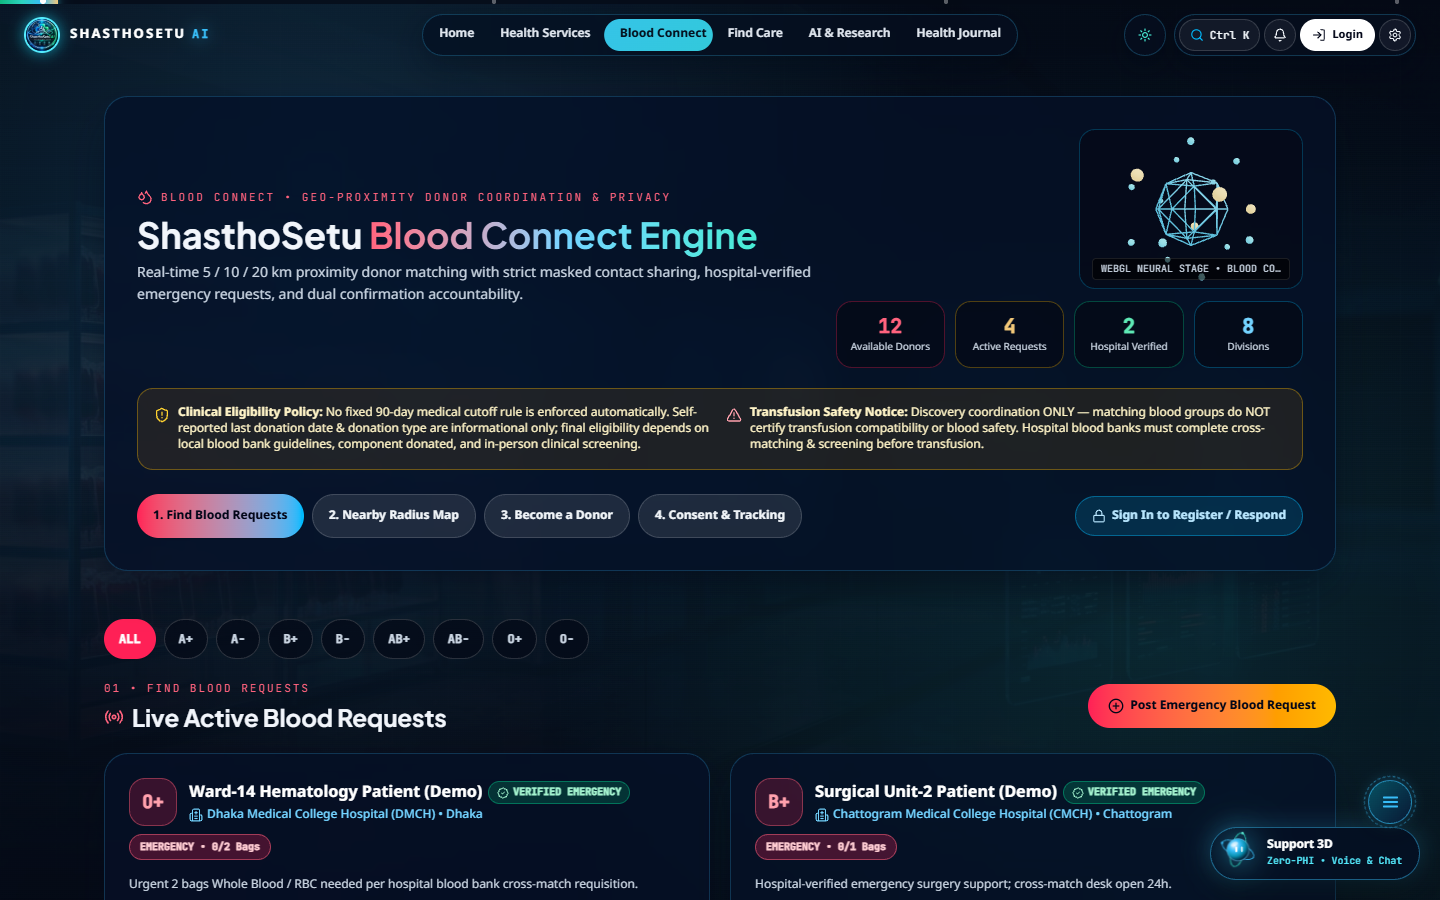 SHASTHOSETU AI
Home
Health Services
Blood Connect
Find Care
AI & Research
Health Journal
Ctrl K
Login
BLOOD CONNECT • GEO-PROXIMITY DONOR COORDINATION & PRIVACY
ShasthoSetu Blood Connect Engine
Real-time 5 / 10 / 20 km proximity donor matching with strict masked contact sharing, hospital-verified
emergency requests, and dual confirmation accountability.
WEBGL NEURAL STAGE • BLOOD CO…
12
Available Donors
4
Active Requests
2
Hospital Verified
8
Divisions
Clinical Eligibility Policy: No fixed 90-day medical cutoff rule is enforced automatically. Self-
reported last donation date & donation type are informational only; final eligibility depends on
local blood bank guidelines, component donated, and in-person clinical screening.
Transfusion Safety Notice: Discovery coordination ONLY — matching blood groups do NOT
certify transfusion compatibility or blood safety. Hospital blood banks must complete cross-
matching & screening before transfusion.
1. Find Blood Requests
2. Nearby Radius Map
3. Become a Donor
4. Consent & Tracking
Sign In to Register / Respond
ALL
A+
A-
B+
B-
AB+
AB-
O+
O-
01 • FIND BLOOD REQUESTS
Live Active Blood Requests
Post Emergency Blood Request
O+
Ward-14 Hematology Patient (Demo)
VERIFIED EMERGENCY
Dhaka Medical College Hospital (DMCH) • Dhaka
EMERGENCY • 0/2 Bags
Urgent 2 bags Whole Blood / RBC needed per hospital blood bank cross-match requisition.
B+
Surgical Unit-2 Patient (Demo)
VERIFIED EMERGENCY
Chattogram Medical College Hospital (CMCH) • Chattogram
EMERGENCY • 0/1 Bags
Hospital-verified emergency surgery support; cross-match desk open 24h.
Support 3D
Zero-PHI • Voice & Chat